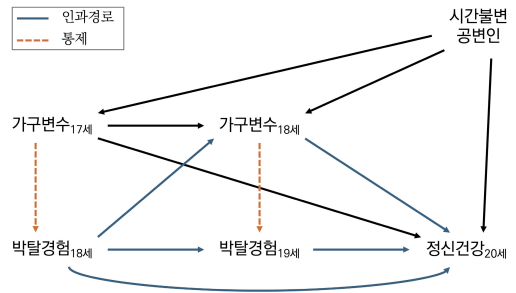 인과경로
통제
시간불변
공변인
가구변수17세
가구변수18세
박탈경험18세
박탈경험19세
정신건강20세